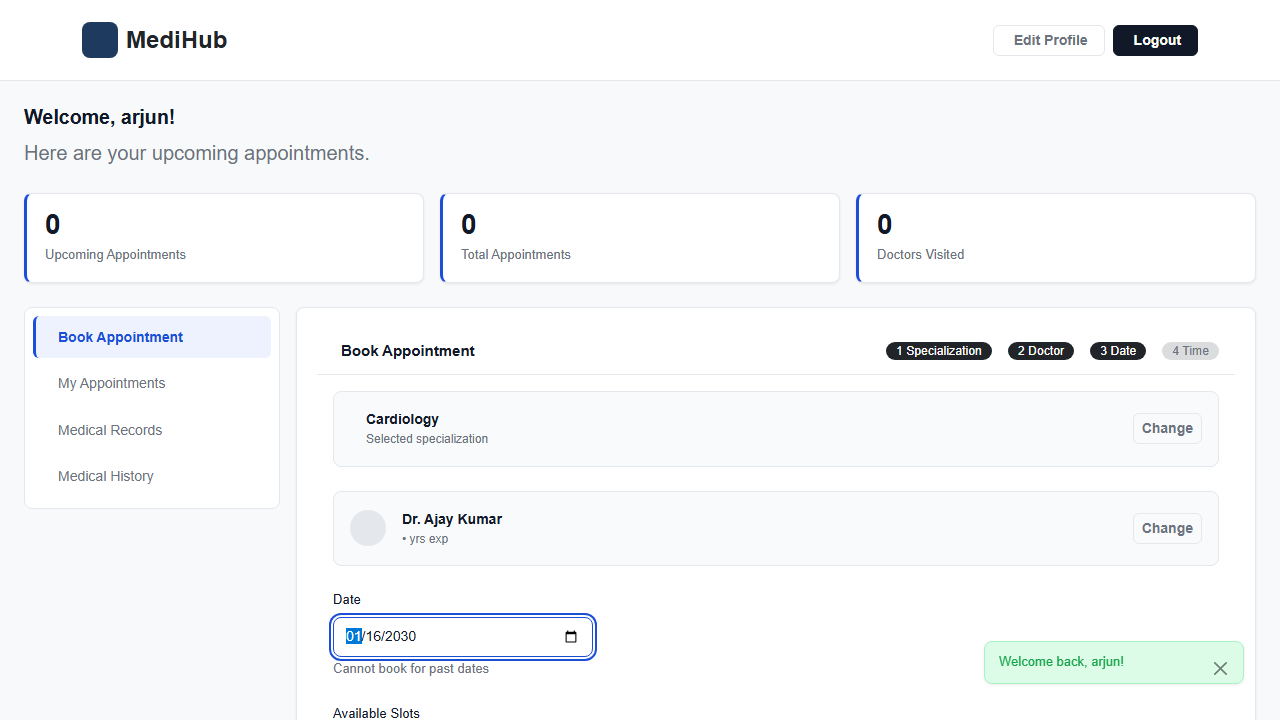 MediHub
Edit Profile
Logout
Welcome, arjun!
Here are your upcoming appointments.
0
Upcoming Appointments
0
Total Appointments
0
Doctors Visited
Book Appointment
My Appointments
Medical Records
Medical History
Book Appointment
1 Specialization
2 Doctor
3 Date
4 Time
Cardiology
Selected specialization
Change
Dr. Ajay Kumar
• yrs exp
Change
Date
01/16/2030
Cannot book for past dates
Available Slots
Welcome back, arjun!